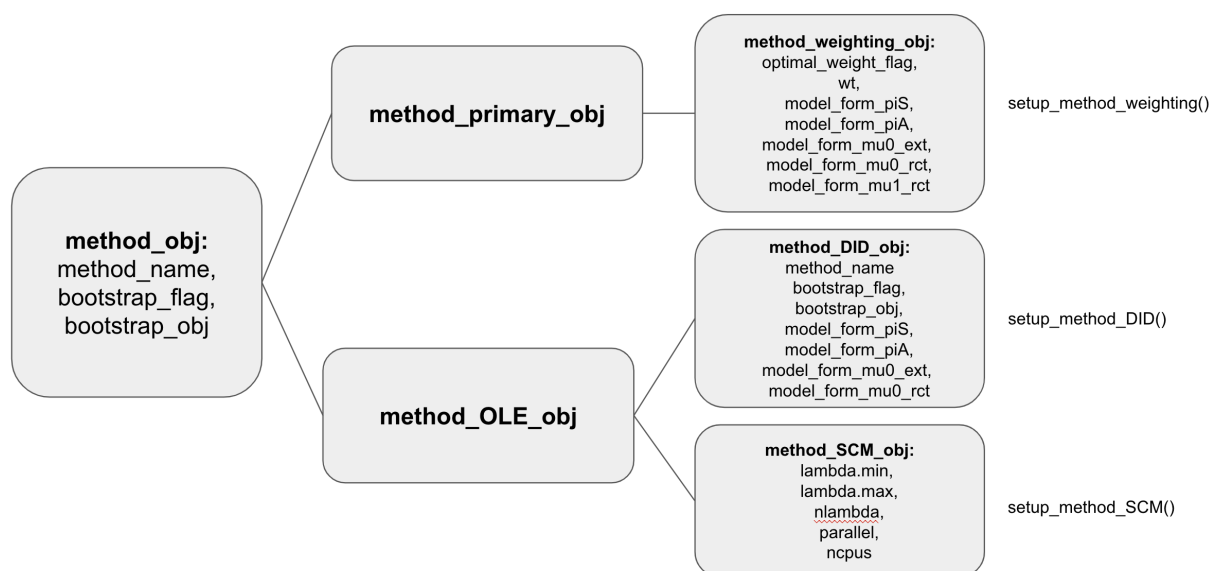 method_obj:
method_name,
bootstrap_flag,
bootstrap_obj
method_primary_obj
method_OLE_obj
method_weighting_obj:
optimal_weight_flag,
wt,
model_form_piS,
model_form_piA,
model_form_mu0_ext,
model_form_mu0_rct,
model_form_mu1_rct
setup_method_weighting()
method_DID_obj:
method_name
bootstrap_flag,
bootstrap_obj,
model_form_piS,
model_form_piA,
model_form_mu0_ext,
model_form_mu0_rct
setup_method_DID()
method_SCM_obj:
lambda.min,
lambda.max,
nlambda,
parallel,
ncpus
setup_method_SCM()